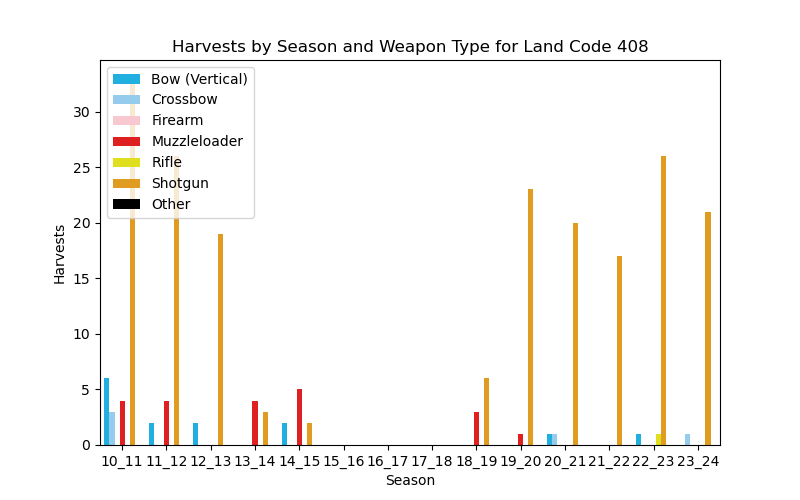 Harvests by Season and Weapon Type for Land Code 408
Bow (Vertical)
Crossbow
Firearm
Muzzleloader
Rifle
Shotgun
Other
30
25
20
15
10
5
0
Harvests
10_11 11_12 12_13 13_14 14_15 15_16 16_17 17_18 18_19 19_20 20_21 21_22 22_23 23_24
Season